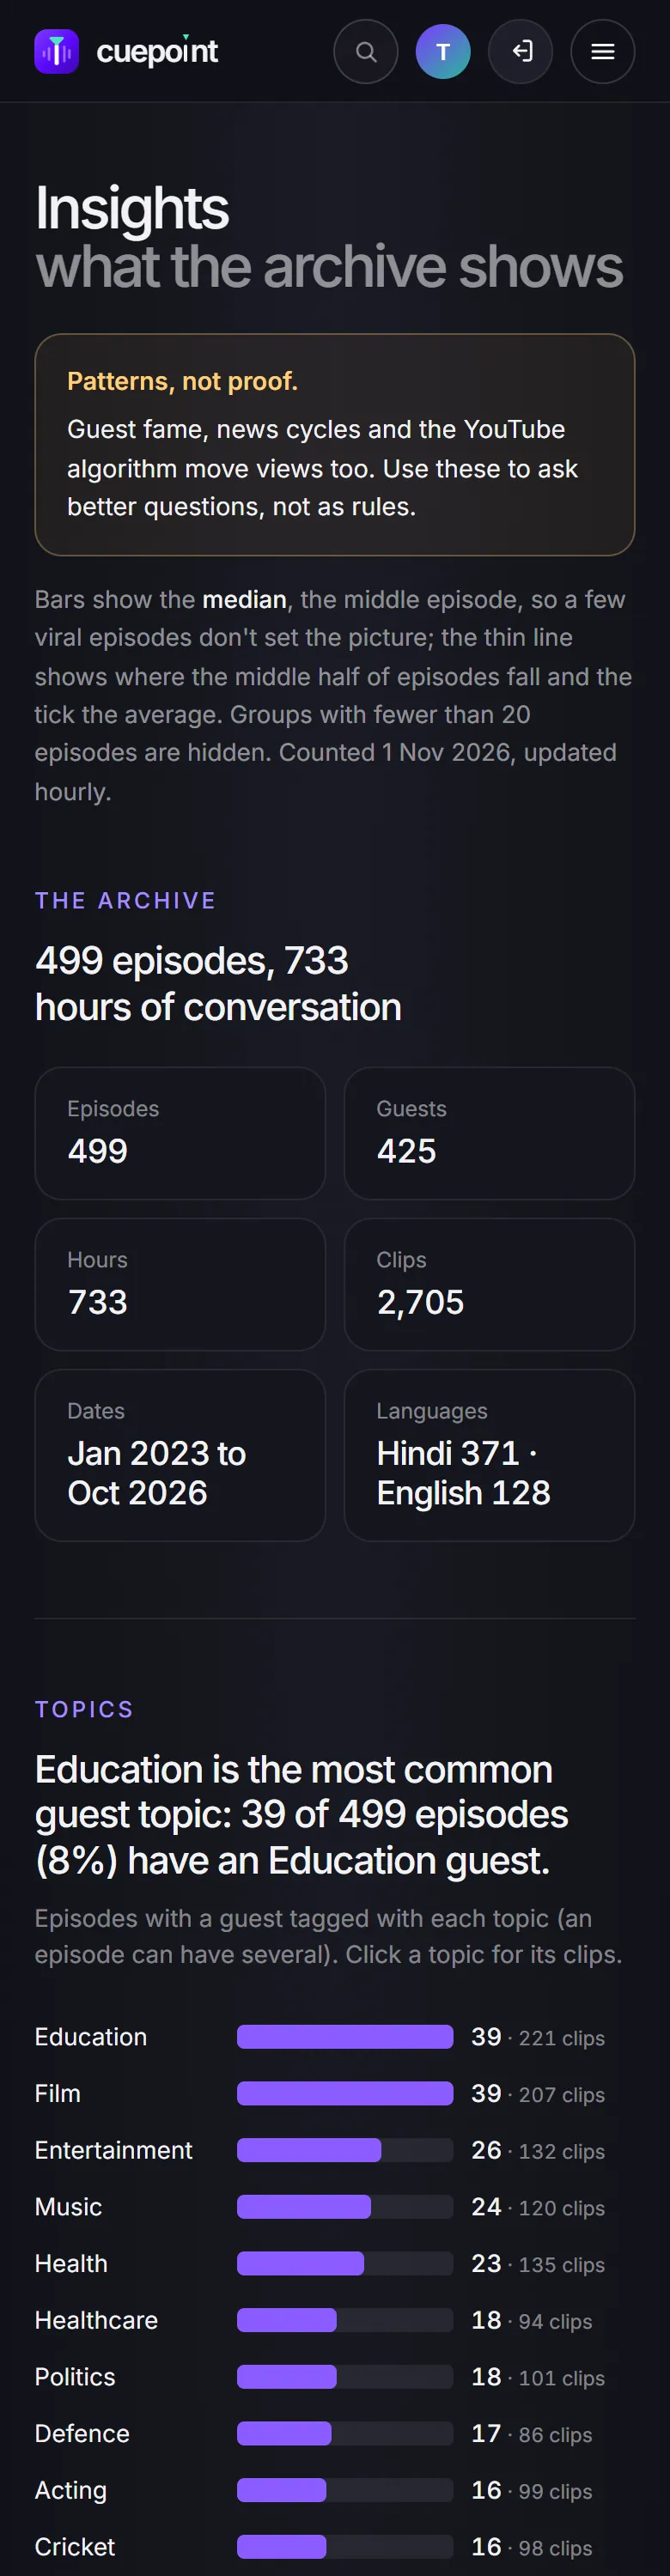 cuepoint
T
Insights
what the archive shows
Patterns, not proof.
Guest fame, news cycles and the YouTube
algorithm move views too. Use these to ask
better questions, not as rules.
Bars show the median, the middle episode, so a few
viral episodes don't set the picture; the thin line
shows where the middle half of episodes fall and the
tick the average. Groups with fewer than 20
episodes are hidden. Counted 1 Nov 2026, updated
hourly.
THE ARCHIVE
499 episodes, 733
hours of conversation
Episodes
499
Guests
425
Hours
733
Clips
2,705
Dates
Jan 2023 to
Oct 2026
Languages
Hindi 371 ·
English 128
TOPICS
Education is the most common
guest topic: 39 of 499 episodes
(8%) have an Education guest.
Episodes with a guest tagged with each topic (an
episode can have several). Click a topic for its clips.
Education 39 · 221 clips
Film 39 · 207 clips
Entertainment 26 · 132 clips
Music 24 · 120 clips
Health 23 · 135 clips
Healthcare 18 · 94 clips
Politics 18 · 101 clips
Defence 17 · 86 clips
Acting 16 · 99 clips
Cricket 16 · 98 clips